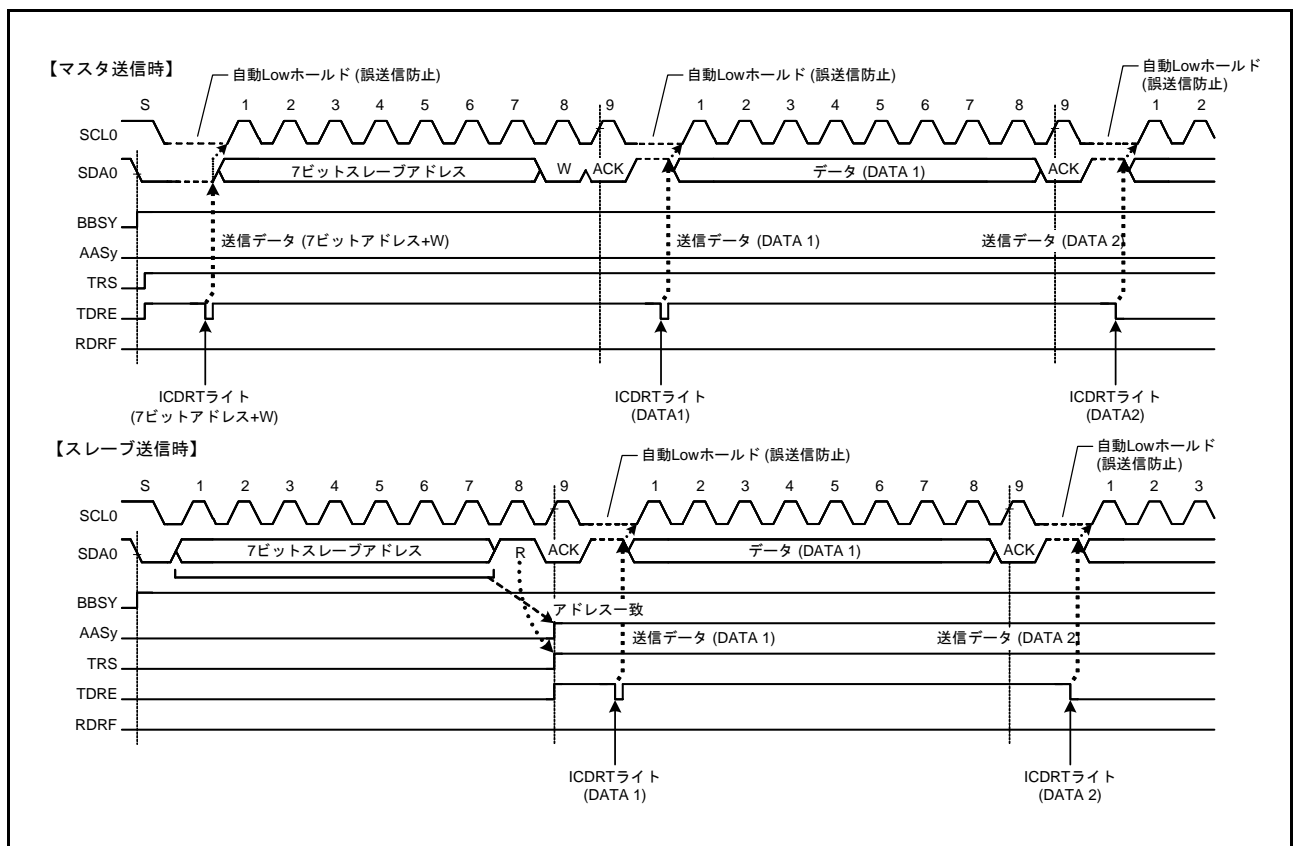 【マスタ送信時】
自動Lowホールド (誤送信防止)
自動Lowホールド (誤送信防止)
自動Lowホールド
(誤送信防止)
S 1 2 3 4 5 6 7 8 9 1 2 3 4 5 6 7 8 9 1 2
SCL0
SDA0 7ビットスレーブアドレス W ACK データ (DATA 1) ACK
BBSY
送信データ (7ビットアドレス+W) 送信データ (DATA 1) 送信データ (DATA 2)
AASy
TRS
TDRE
RDRF
ICDRTライト
(7ビットアドレス+W)
ICDRTライト
(DATA1)
ICDRTライト
(DATA2)
【スレーブ送信時】
自動Lowホールド (誤送信防止)
自動Lowホールド
(誤送信防止)
S 1 2 3 4 5 6 7 8 9 1 2 3 4 5 6 7 8 9 1 2 3
SCL0
SDA0 7ビットスレーブアドレス R ACK データ (DATA 1) ACK
BBSY
アドレス一致
AASy
送信データ (DATA 1) 送信データ (DATA 2)
TRS
TDRE
RDRF
ICDRTライト
(DATA 1)
ICDRTライト
(DATA 2)